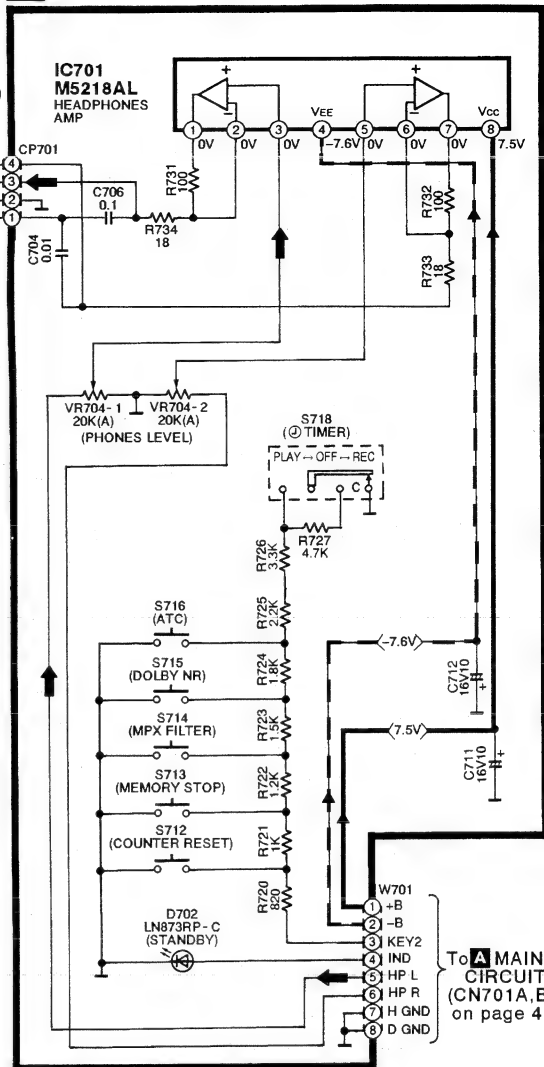 IC701
M5218AL
HEADPHONES
AMP
+ − + −
VEE VCC
1 2 3 4 5 6 7 8
0V 0V 0V −7.6V 0V 0V 0V 7.5V
CP701
4
3
2
1
C706
0.1
C704
0.01
R731
100
R734
18
R732
100
R733
18
VR704-1
20K(A)
VR704-2
20K(A)
(PHONES LEVEL)
S718
(TIMER)
PLAY↔OFF↔REC
C
R727
4.7K
R726
3.3K
R725
2.2K
S716
(ATC)
R724
1.8K
S715
(DOLBY NR)
R723
1.5K
S714
(MPX FILTER)
R722
1.2K
S713
(MEMORY STOP)
R721
1K
S712
(COUNTER RESET)
R720
820
D702
LN873RP-C
(STANDBY)
−7.6V
C712
16V10
+
7.5V
C711
16V10
+
W701
1 +B
2 −B
3 KEY2
4 IND
5 HP L
6 HP R
7 H GND
8 D GND
To A MAIN
CIRCUIT
(CN701A,B
on page 4